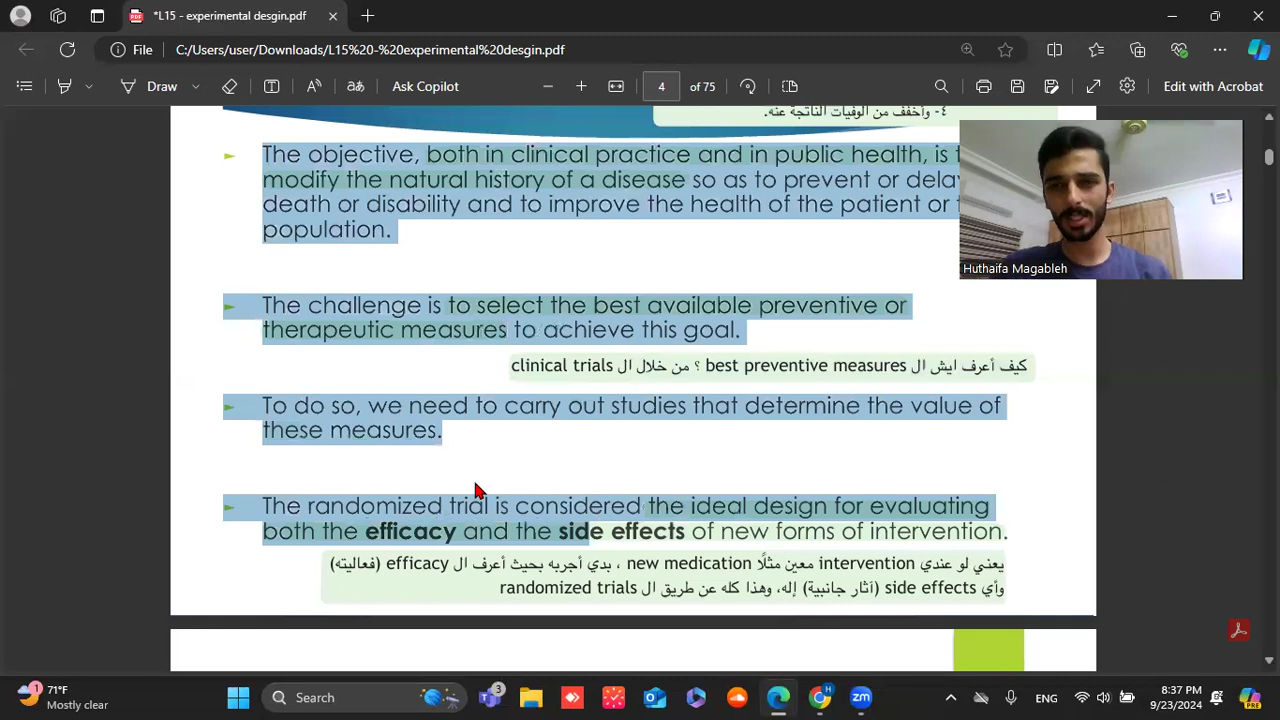 *L15 - experimental desgin.pdf
File C:/Users/user/Downloads/L15%20-%20experimental%20desgin.pdf
Draw Ask Copilot 4 of 75 Edit with Acrobat
٤- وأخفف من الوفيات الناتجة عنه.
The objective, both in clinical practice and in public health, is
modify the natural history of a disease so as to prevent or dela
death or disability and to improve the health of the patient or
population.
Huthaifa Magableh
The challenge is to select the best available preventive or
therapeutic measures to achieve this goal.
كيف أعرف ايش ال best preventive measures ؟ من خلال ال clinical trials
To do so, we need to carry out studies that determine the value of
these measures.
The randomized trial is considered the ideal design for evaluating
both the efficacy and the side effects of new forms of intervention.
يعني لو عندي intervention معين مثلًا new medication ، بدي أجربه بحيث أعرف ال efficacy (فعاليته)
وأي side effects (آثار جانبية) إله، وهذا كله عن طريق ال randomized trials
1
71°F
Mostly clear
Search
3
H
zm
ENG
8:37 PM
9/23/2024
PRE